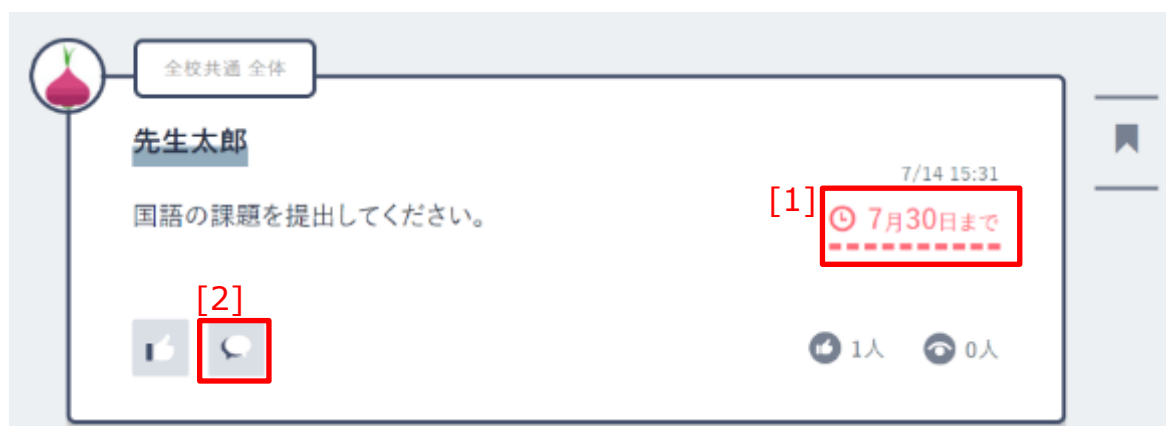 全校共通 全体
先生太郎
7/14 15:31
国語の課題を提出してください。
[1]
7月30日まで
[2]
1人 0人